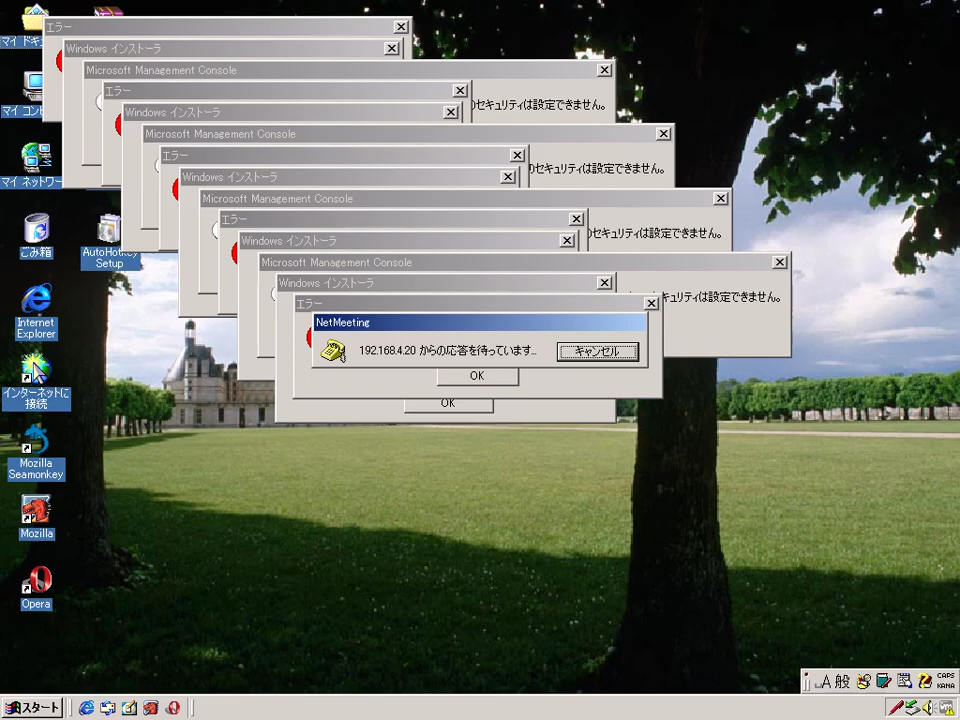 エラー
Windows インストーラ
Microsoft Management Console
エラー
セキュリティは設定できません。
Windows インストーラ
Microsoft Management Console
エラー
セキュリティは設定できません。
Windows インストーラ
Microsoft Management Console
エラー
セキュリティは設定できません。
Windows インストーラ
Microsoft Management Console
Windows インストーラ
キュリティは設定できません。
エラー
NetMeeting
192.168.4.20 からの応答を待っています...
キャンセル
OK
OK
マイ ドキュ
マイ コンピ
マイ ネットワー
ごみ箱
AutoHotkey
Setup
Internet
Explorer
インターネットに
接続
Mozilla
Seamonkey
Mozilla
Opera
A 般
CAPS
KANA
スタート